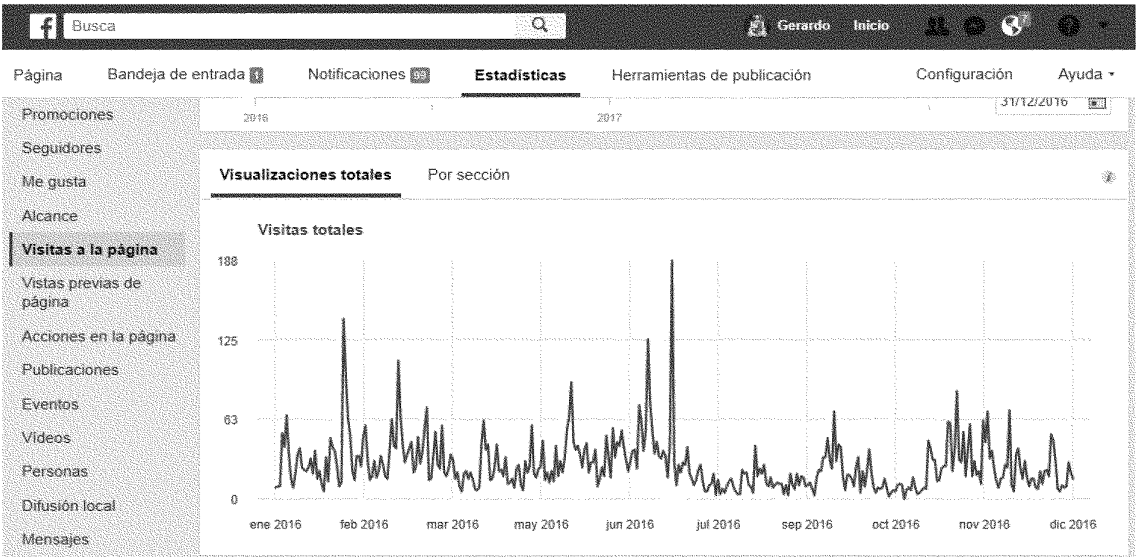 f Busca Gerardo Inicio 7
Página Bandeja de entrada 1 Notificaciones 99 Estadísticas Herramientas de publicación Configuración Ayuda
Promociones
Seguidores
Me gusta
Alcance
Visitas a la página
Vistas previas de
página
Acciones en la página
Publicaciones
Eventos
Vídeos
Personas
Difusión local
Mensajes
2016 2017 31/12/2016
Visualizaciones totales Por sección
Visitas totales
188
125
63
0
ene 2016 feb 2016 mar 2016 may 2016 jun 2016 jul 2016 sep 2016 oct 2016 nov 2016 dic 2016